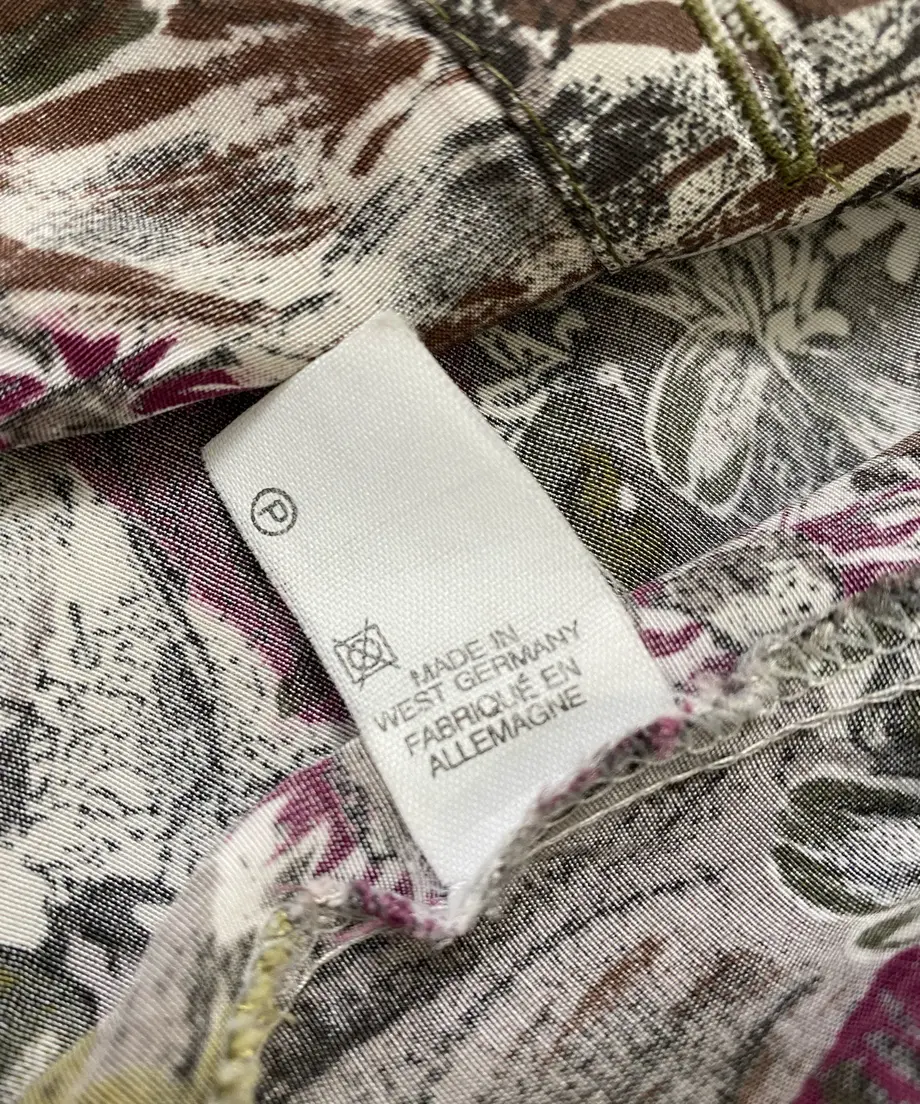 P
MADE IN
WEST GERMANY
FABRIQUÉ EN
ALLEMAGNE